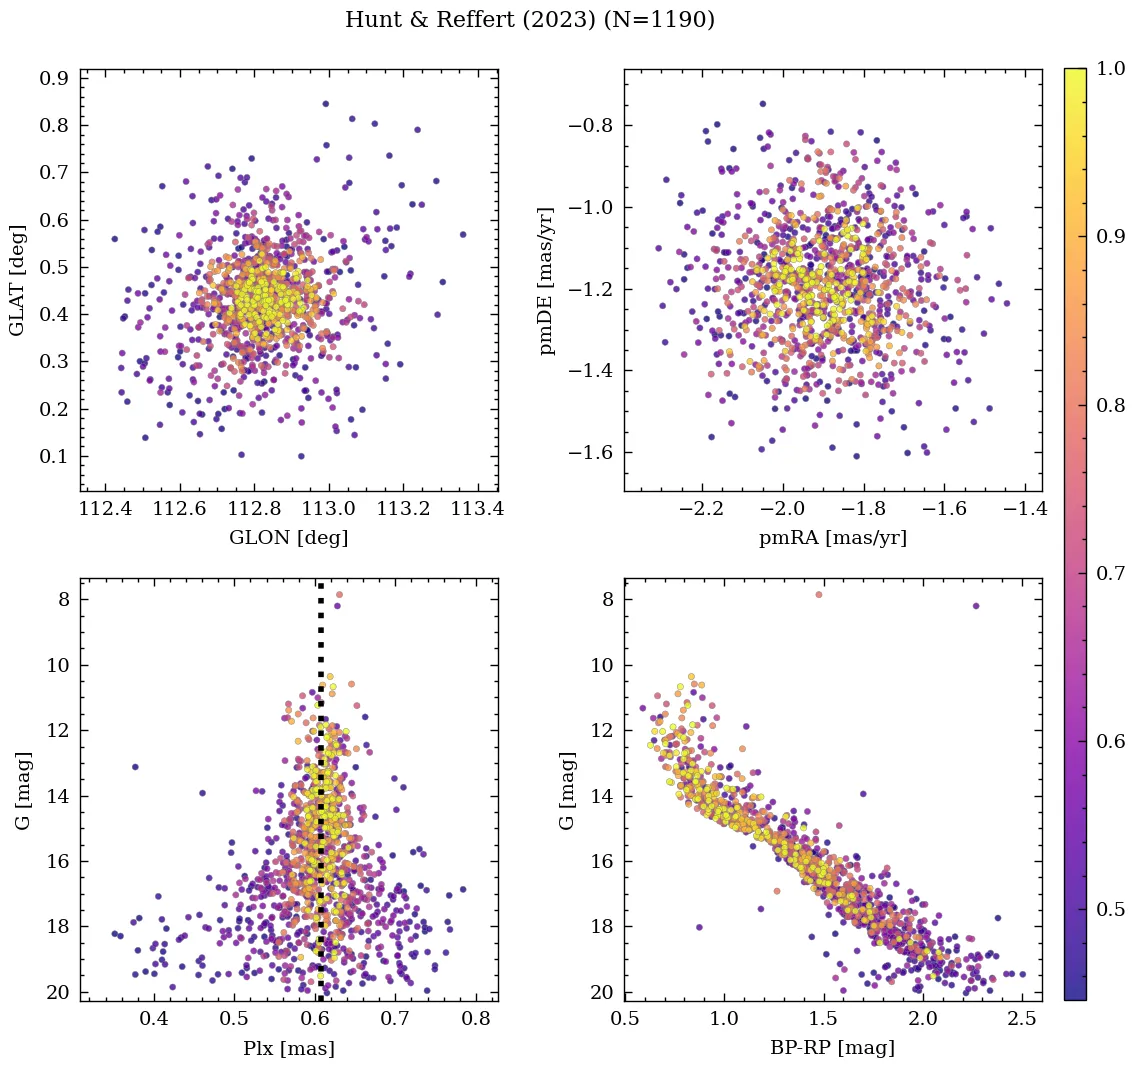 Hunt & Reffert (2023) (N=1190)
0.9
0.8
0.7
0.6
0.5
0.4
0.3
0.2
0.1
GLAT [deg]
112.4 112.6 112.8 113.0 113.2 113.4
GLON [deg]
−0.8
−1.0
−1.2
−1.4
−1.6
pmDE [mas/yr]
−2.2 −2.0 −1.8 −1.6 −1.4
pmRA [mas/yr]
8
10
12
14
16
18
20
G [mag]
0.4 0.5 0.6 0.7 0.8
Plx [mas]
8
10
12
14
16
18
20
G [mag]
0.5 1.0 1.5 2.0 2.5
BP-RP [mag]
1.0
0.9
0.8
0.7
0.6
0.5